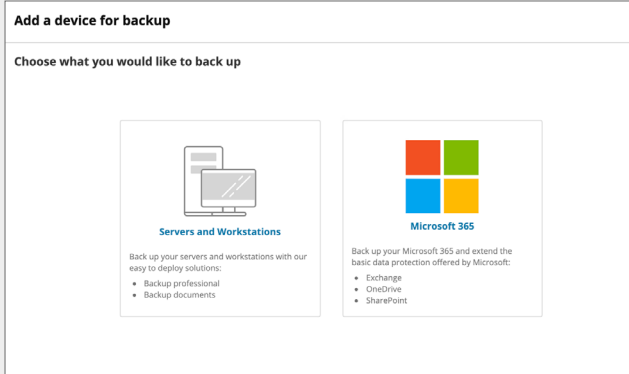 Add a device for backup
Choose what you would like to back up
Servers and Workstations
Back up your servers and workstations with our
easy to deploy solutions:
• Backup professional
• Backup documents
Microsoft 365
Back up your Microsoft 365 and extend the
basic data protection offered by Microsoft:
• Exchange
• OneDrive
• SharePoint